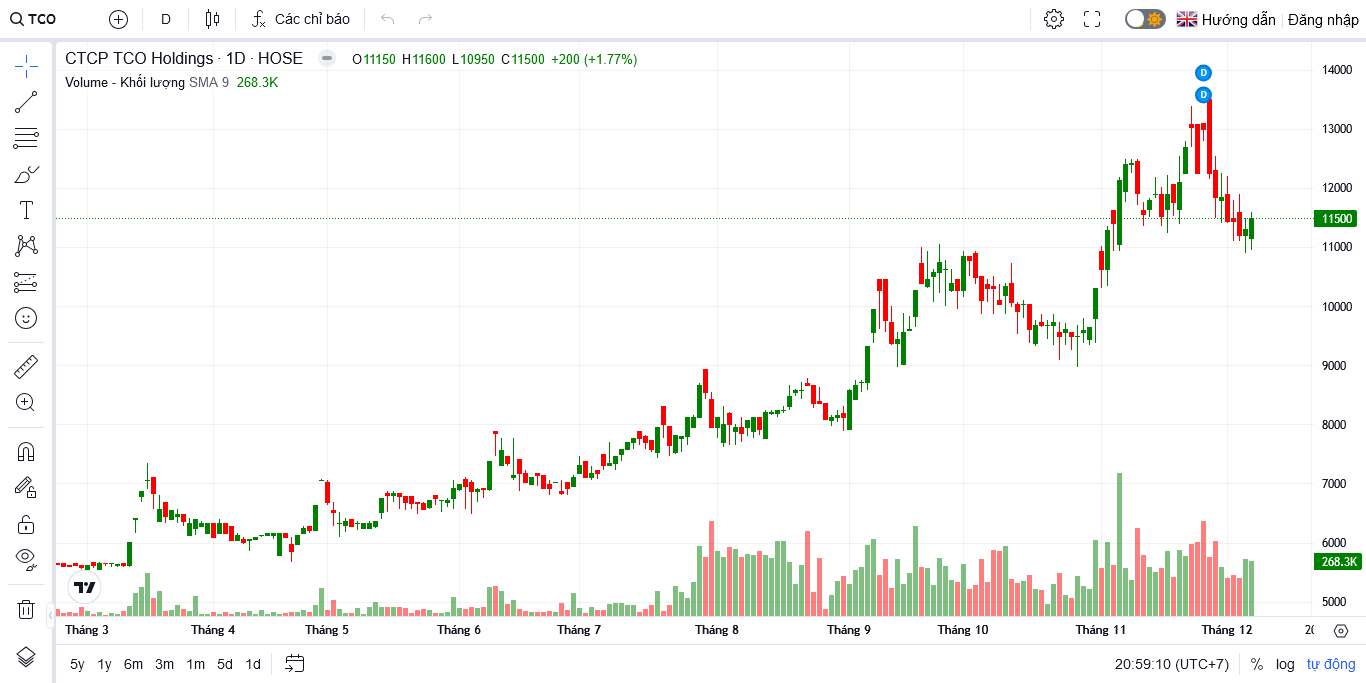 TCO D Các chỉ báo Hướng dẫn Đăng nhập
CTCP TCO Holdings · 1D · HOSE O11150 H11600 L10950 C11500 +200 (+1.77%)
Volume - Khối lượng SMA 9 268.3K
D
D
14000
13000
12000
11500
11000
10000
9000
8000
7000
6000
268.3K
5000
Tháng 3 Tháng 4 Tháng 5 Tháng 6 Tháng 7 Tháng 8 Tháng 9 Tháng 10 Tháng 11 Tháng 12
5y 1y 6m 3m 1m 5d 1d 20:59:10 (UTC+7) % log tự động